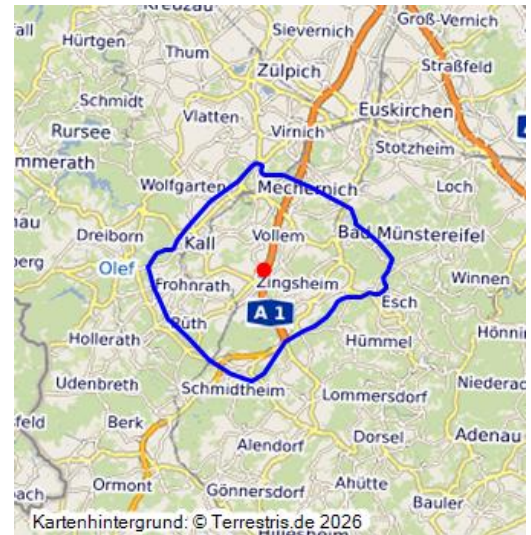 Kreuzau
Sievernich
Groß-Vernich
Hürtgen
Thum
Zülpich
Straßfeld
Schmidt
Euskirchen
Vlatten
Rursee
Virnich
Stotzheim
mmerath
Wolfgarten
Mechernich
Loch
Dreiborn
Vollem
Bad Münstereifel
Kall
Olef
Winnen
Frohnrath
Zingsheim
Esch
A 1
Rüth
Hönnin
Hollerath
Hümmel
Udenbreth
Schmidtheim
Niederad
Lommersdorf
Berk
Dorsel
Adenau
Alendorf
Ormont
Ahütte
Gönnersdorf
Bauler
Kartenhintergrund: © Terrestris.de 2026